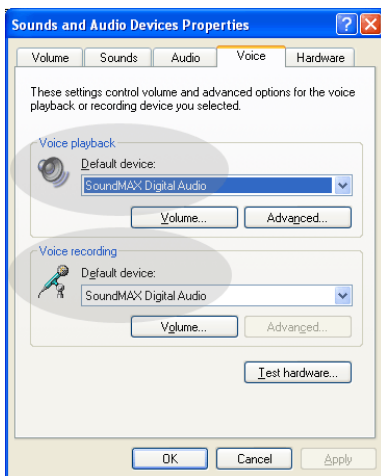 Sounds and Audio Devices Properties
Volume Sounds Audio Voice Hardware
These settings control volume and advanced options for the voice
playback or recording device you selected.
Voice playback
Default device:
SoundMAX Digital Audio
Volume... Advanced...
Voice recording
Default device:
SoundMAX Digital Audio
Volume... Advanced...
Test hardware...
OK Cancel Apply